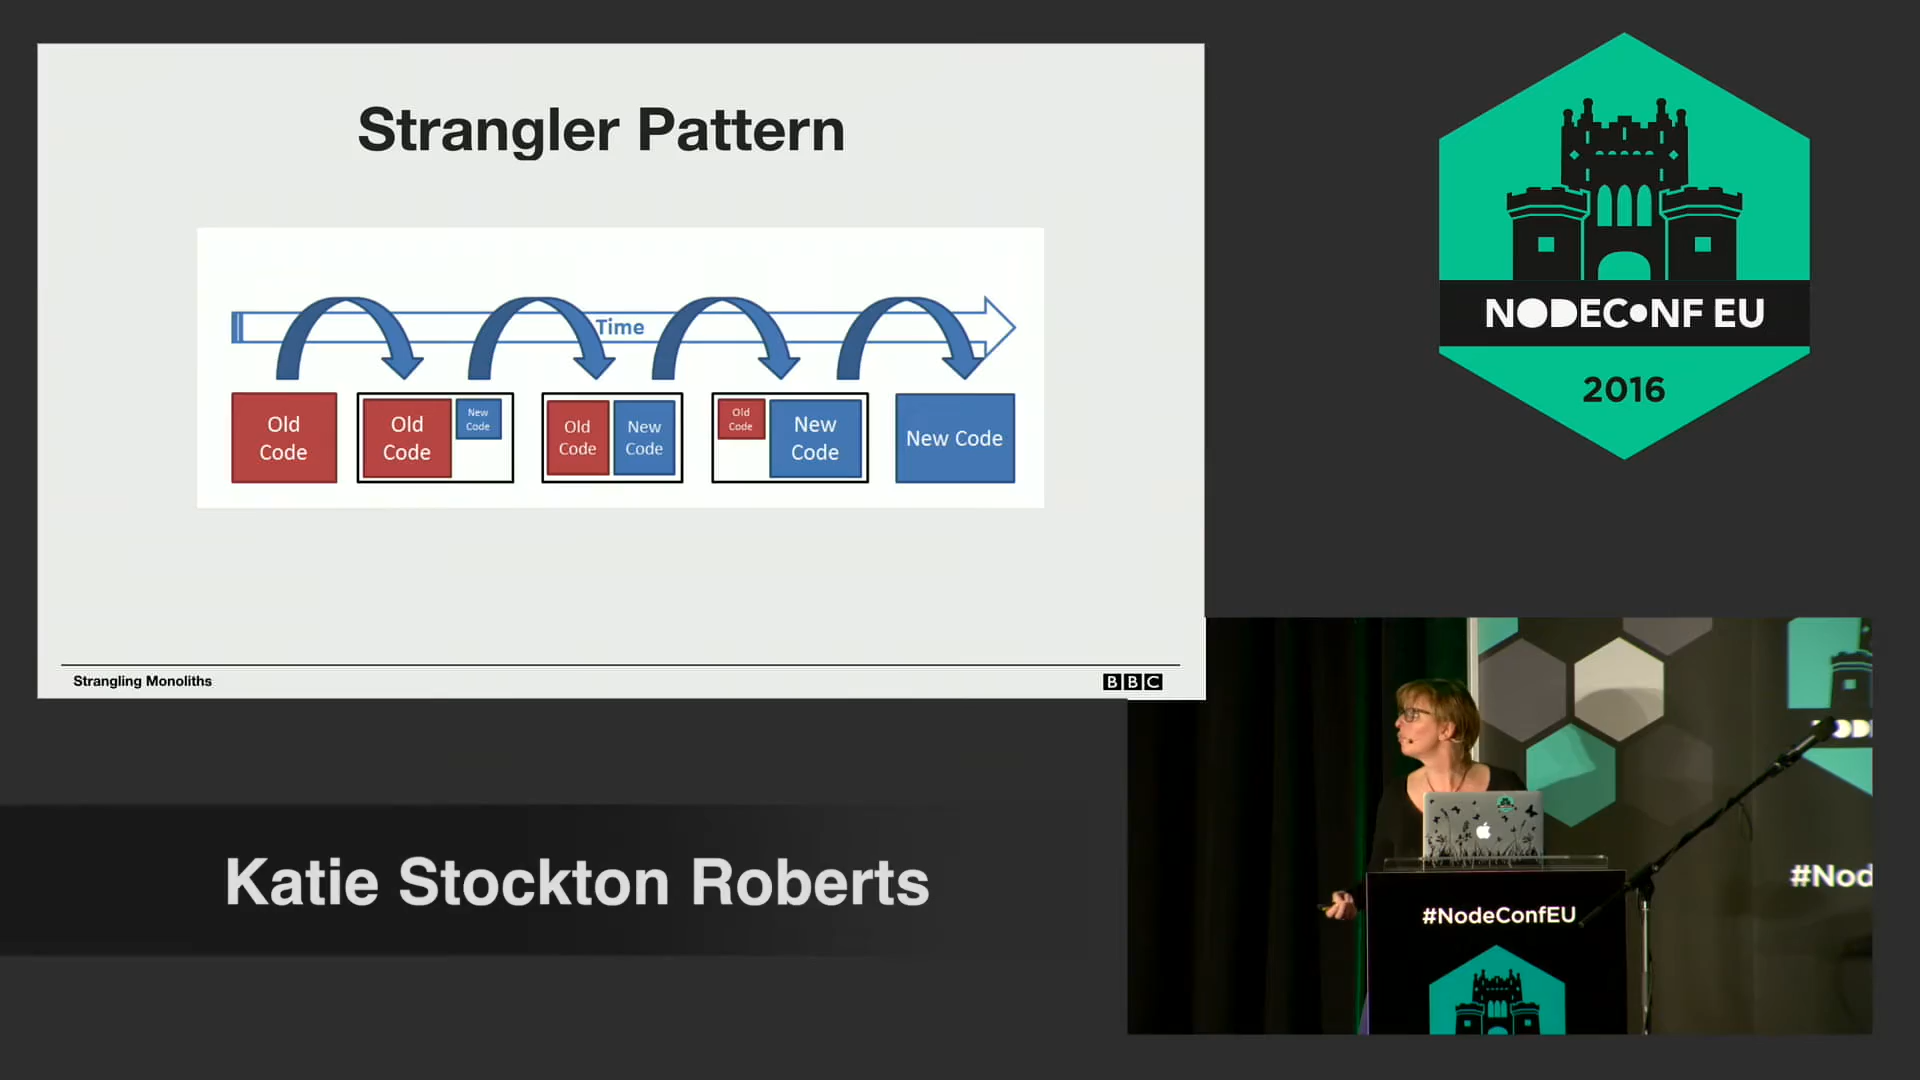 Strangler Pattern
Time
Old
Code
Old
Code
New
Code
Old
Code
New
Code
Old
Code
New
Code
New Code
Strangling Monoliths
BBC
NODECONF EU
2016
Katie Stockton Roberts
#NodeConfEU
#Nod